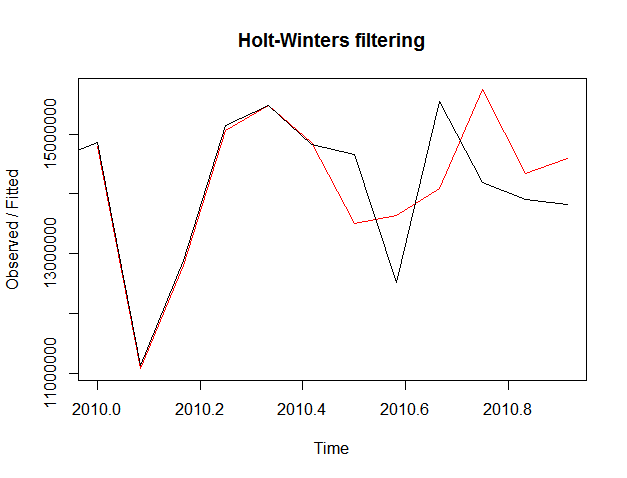 Holt-Winters filtering
Observed / Fitted
15000000
13000000
11000000
2010.0 2010.2 2010.4 2010.6 2010.8
Time